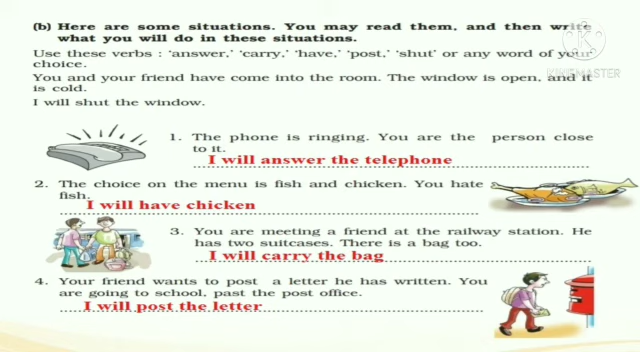 (b) Here are some situations. You may read them, and then write
what you will do in these situations.
Use these verbs : 'answer,' 'carry,' 'have,' 'post,' 'shut' or any word of your
choice.
You and your friend have come into the room. The window is open, and it
is cold.
I will shut the window.
1. The phone is ringing. You are the person close
to it.
I will answer the telephone
2. The choice on the menu is fish and chicken. You hate
fish.
I will have chicken
3. You are meeting a friend at the railway station. He
has two suitcases. There is a bag too.
I will carry the bag
4. Your friend wants to post a letter he has written. You
are going to school, past the post office.
I will post the letter
KINEMASTER